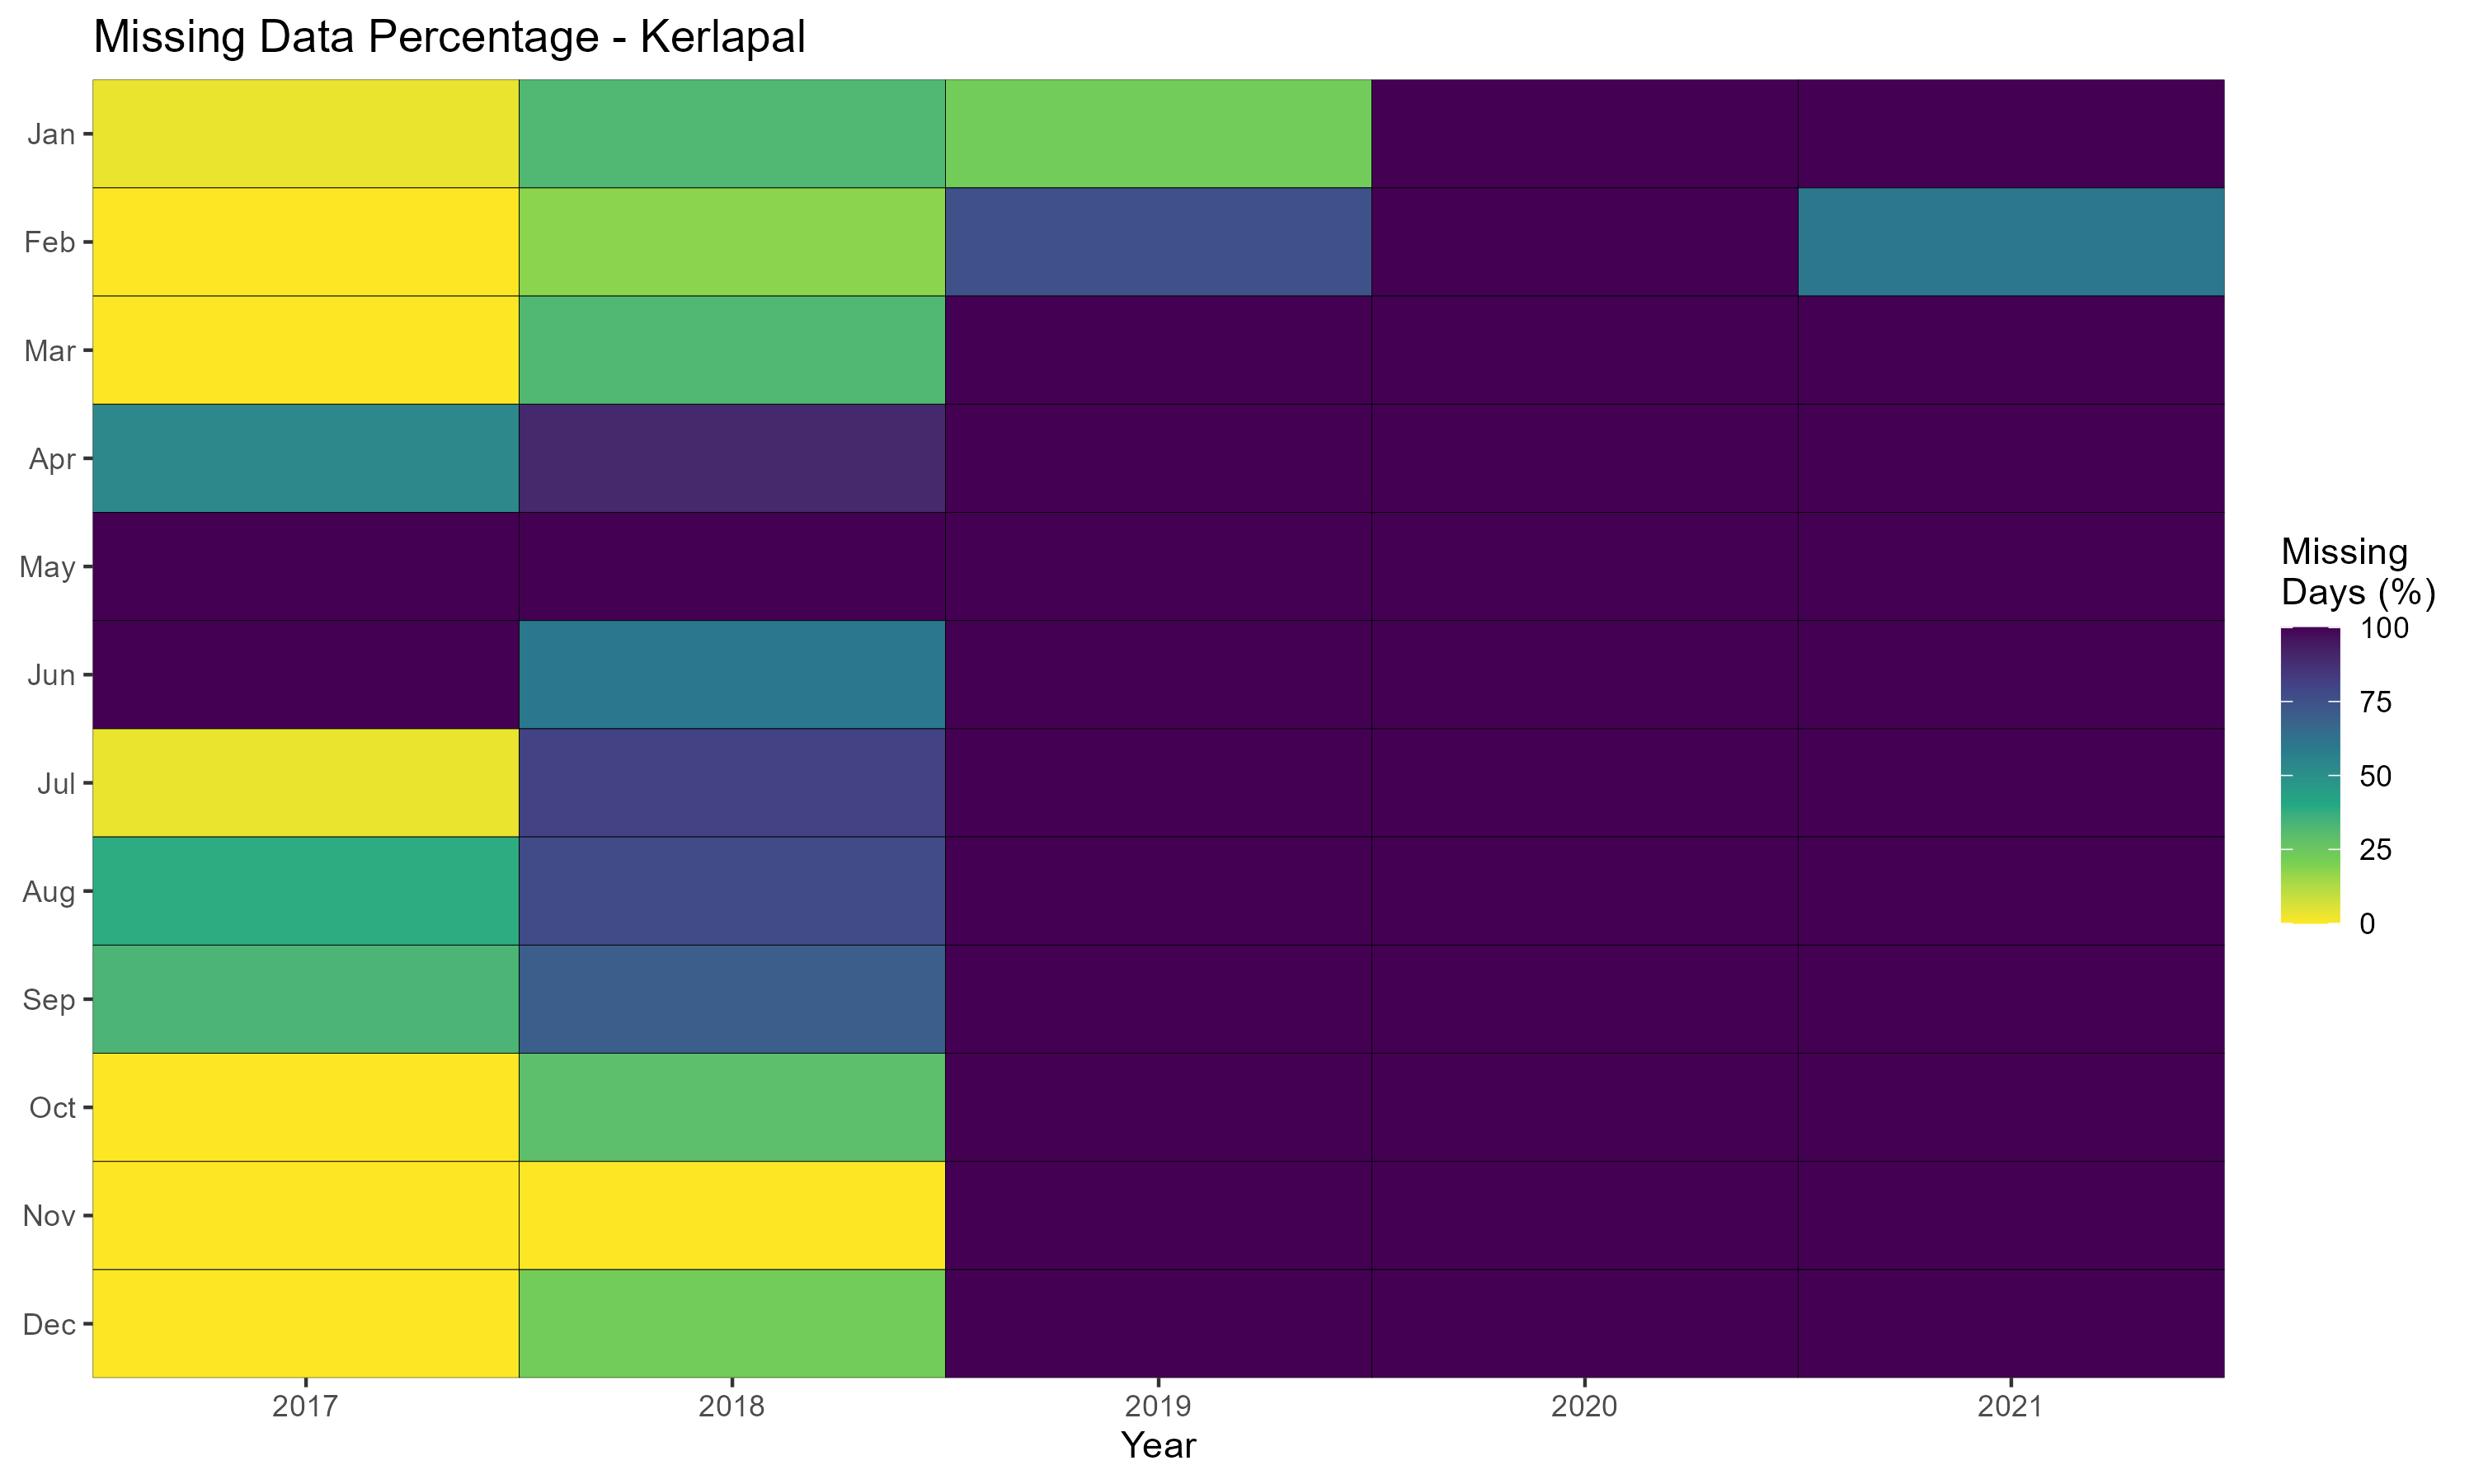 Missing Data Percentage - Kerlapal
Jan
Feb
Mar
Apr
May
Jun
Jul
Aug
Sep
Oct
Nov
Dec
2017 2018 2019 2020 2021
Year
Missing
Days (%)
100
75
50
25
0